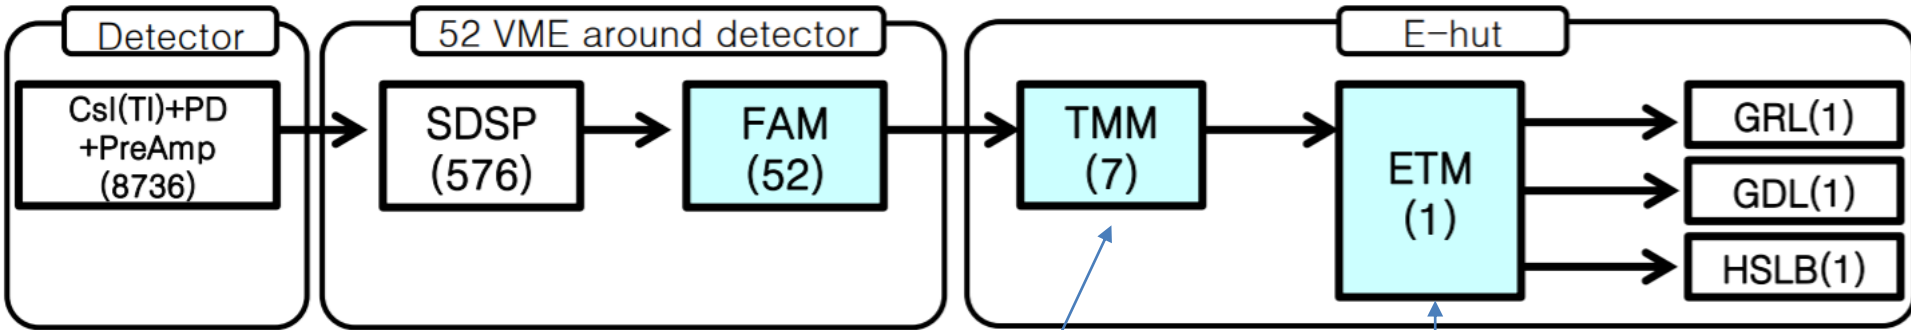 Detector
52 VME around detector
E-hut
CsI(Tl)+PD
+PreAmp
(8736)
SDSP
(576)
FAM
(52)
TMM
(7)
ETM
(1)
GRL(1)
GDL(1)
HSLB(1)